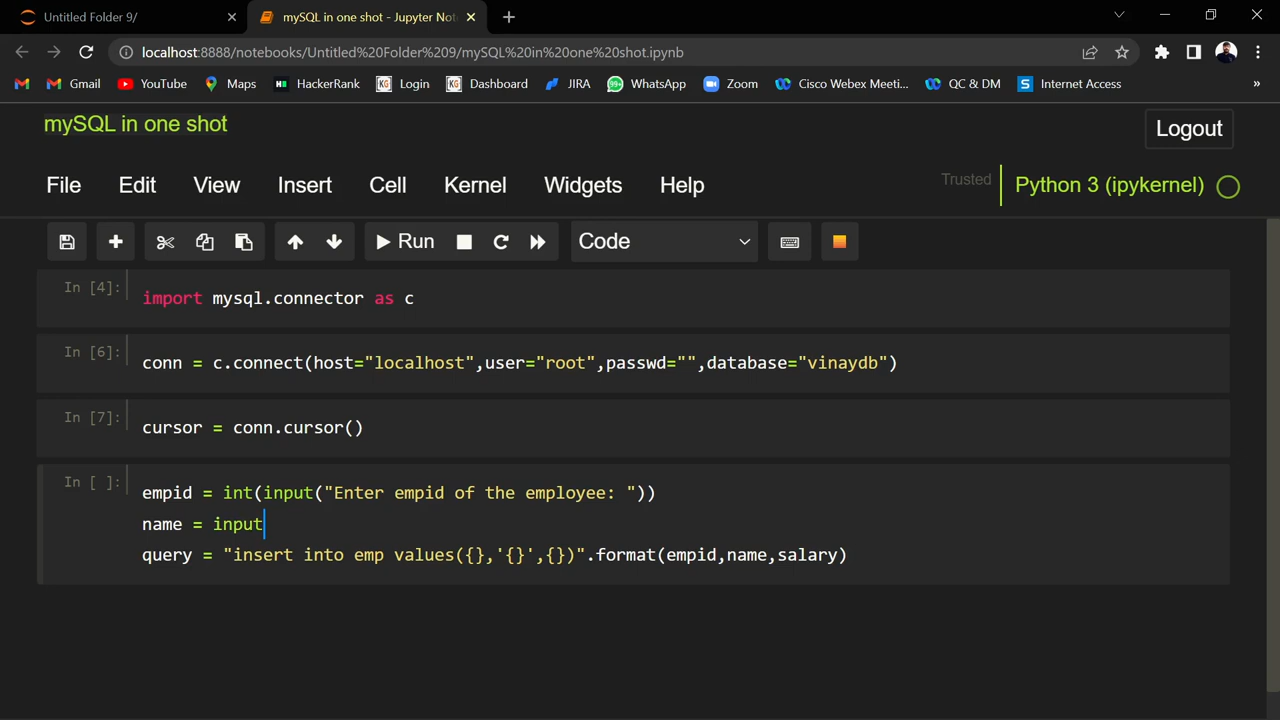 Untitled Folder 9/
mySQL in one shot - Jupyter Not
localhost:8888/notebooks/Untitled%20Folder%209/mySQL%20in%20one%20shot.ipynb
Gmail YouTube Maps HackerRank Login Dashboard JIRA WhatsApp Zoom Cisco Webex Meeti... QC & DM Internet Access »
mySQL in one shot
Logout
File Edit View Insert Cell Kernel Widgets Help
Trusted Python 3 (ipykernel)
Run Code
In [4]: import mysql.connector as c
In [6]: conn = c.connect(host="localhost",user="root",passwd="",database="vinaydb")
In [7]: cursor = conn.cursor()
In [ ]: empid = int(input("Enter empid of the employee: "))
name = input
query = "insert into emp values({},'{}',{})".format(empid,name,salary)